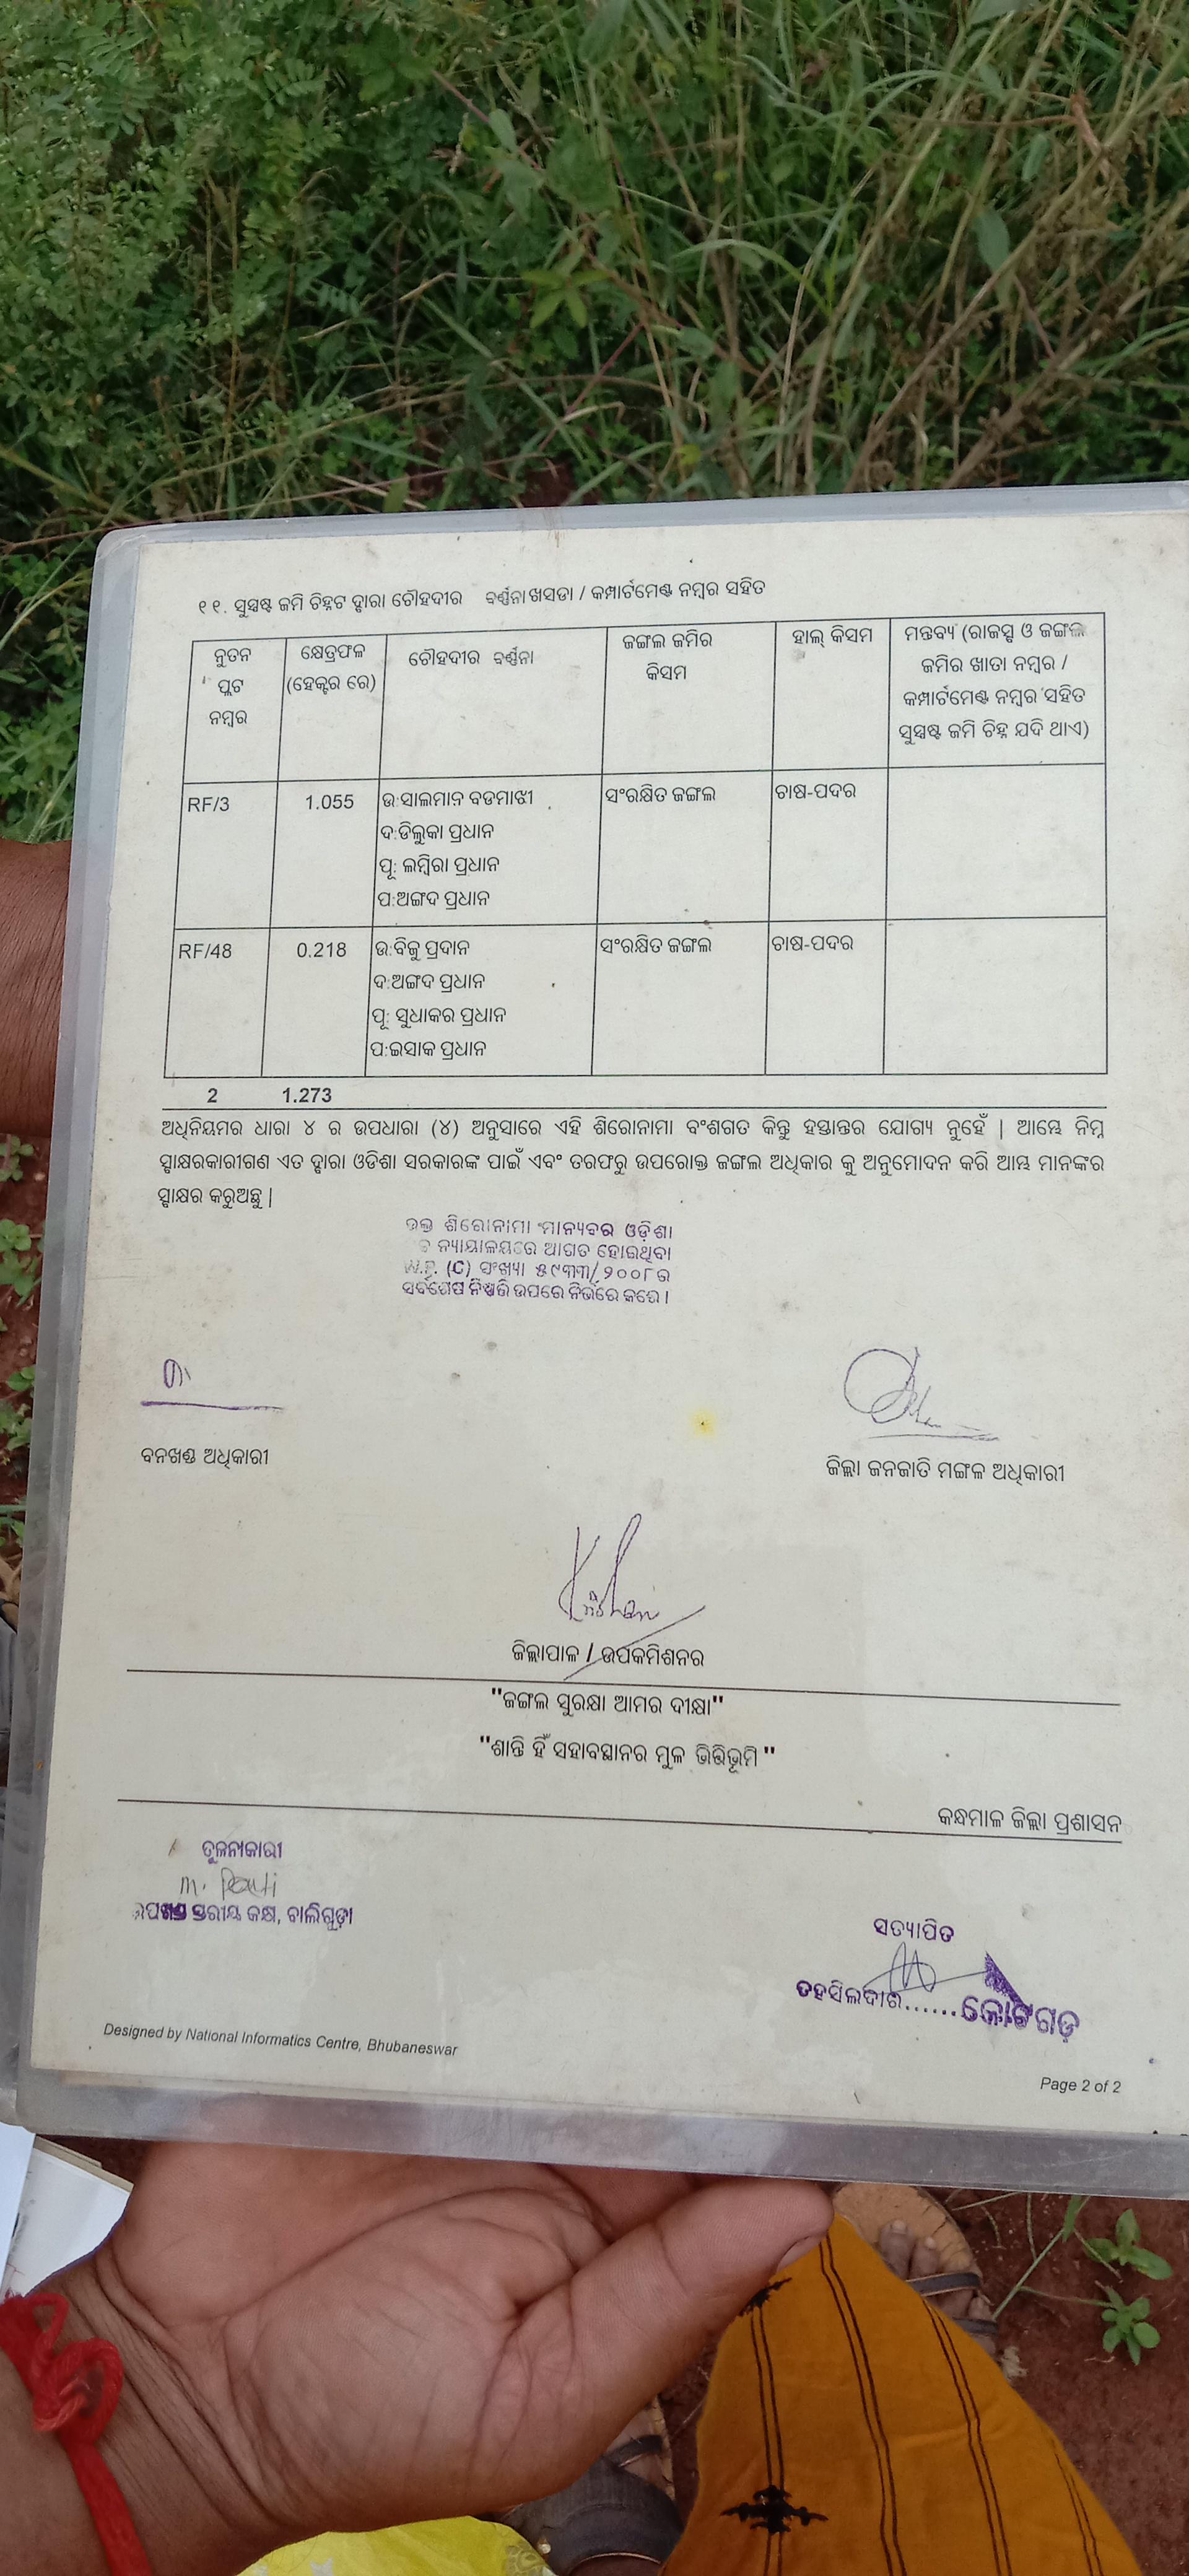 ୧୧. ସୁସ୍ପଷ୍ଟ ଜମି ଚିହ୍ନଟ ଦ୍ବାରା ଚୌହଦୀର ବର୍ଣ୍ଣନା ଖସଡା / କମ୍ପାର୍ଟମେଣ୍ଟ ନମ୍ବର ସହିତ
ନୁତନ ପ୍ଲଟ ନମ୍ବର
କ୍ଷେତ୍ରଫଳ (ହେକ୍ଟର ରେ)
ଚୌହଦୀର ବର୍ଣ୍ଣନା
ଜଙ୍ଗଲ ଜମିର କିସମ
ହାଲ୍ କିସମ
ମନ୍ତବ୍ୟ (ରାଜସ୍ବ ଓ ଜଙ୍ଗଲ ଜମିର ଖାତା ନମ୍ବର / କମ୍ପାର୍ଟମେଣ୍ଟ ନମ୍ବର ସହିତ ସୁସ୍ପଷ୍ଟ ଜମି ଚିହ୍ନ ଯଦି ଥାଏ)
RF/3 1.055 ଉ:ସାଲମାନ ବଡମାଝୀ ସଂରକ୍ଷିତ ଜଙ୍ଗଲ ଚାଷ-ପଦର
ଦ:ଡିଲୁକା ପ୍ରଧାନ
ପୂ: ଲମ୍ବିରା ପ୍ରଧାନ
ପ:ଅଙ୍ଗଦ ପ୍ରଧାନ
RF/48 0.218 ଉ:ବିଜୁ ପ୍ରଦାନ ସଂରକ୍ଷିତ ଜଙ୍ଗଲ ଚାଷ-ପଦର
ଦ:ଅଙ୍ଗଦ ପ୍ରଧାନ
ପୂ: ସୁଧାକର ପ୍ରଧାନ
ପ:ଇସାକ ପ୍ରଧାନ
2 1.273
ଅଧିନିୟମର ଧାରା ୪ ର ଉପଧାରା (୪) ଅନୁସାରେ ଏହି ଶିରୋନାମା ବଂଶଗତ କିନ୍ତୁ ହସ୍ତାନ୍ତର ଯୋଗ୍ୟ ନୁହେଁ | ଆମ୍ଭେ ନିମ୍ନ
ସ୍ବାକ୍ଷରକାରୀଗଣ ଏତ ଦ୍ବାରା ଓଡିଶା ସରକାରଙ୍କ ପାଇଁ ଏବଂ ତରଫରୁ ଉପରୋକ୍ତ ଜଙ୍ଗଲ ଅଧିକାର କୁ ଅନୁମୋଦନ କରି ଆମ୍ଭ ମାନଙ୍କର
ସ୍ବାକ୍ଷର କରୁଅଛୁ |
ଉକ୍ତ ଶିରୋନାମା ମାନ୍ୟବର ଓଡ଼ିଶା
ନ୍ୟାୟାଳୟରେ ଆଗତ ହୋଇଥିବା
W.P. (C) ସଂଖ୍ୟା ୫୯୩୩/୨୦୦୮ର
ସର୍ବଶେଷ ନିଷ୍ପତ୍ତି ଉପରେ ନିର୍ଭରେ କରେ ।
ବନଖଣ୍ଡ ଅଧିକାରୀ
ଜିଲ୍ଲା ଜନଜାତି ମଙ୍ଗଳ ଅଧିକାରୀ
ଜିଲ୍ଲାପାଳ / ଉପକମିଶନର
"ଜଙ୍ଗଲ ସୁରକ୍ଷା ଆମର ଦୀକ୍ଷା"
"ଶାନ୍ତି ହିଁ ସହାବସ୍ଥାନର ମୁଳ ଭିତ୍ତିଭୂମି"
କନ୍ଧମାଳ ଜିଲ୍ଲା ପ୍ରଶାସନ
ତୁଳନାକାରୀ
ଉପଖଣ୍ଡ ସ୍ତରୀୟ କକ୍ଷ, ବାଲିଗୁଡ଼ା
ସତ୍ୟାପିତ
ତହସିଲଦାର......କୋଟଗଡ଼
Designed by National Informatics Centre, Bhubaneswar
Page 2 of 2